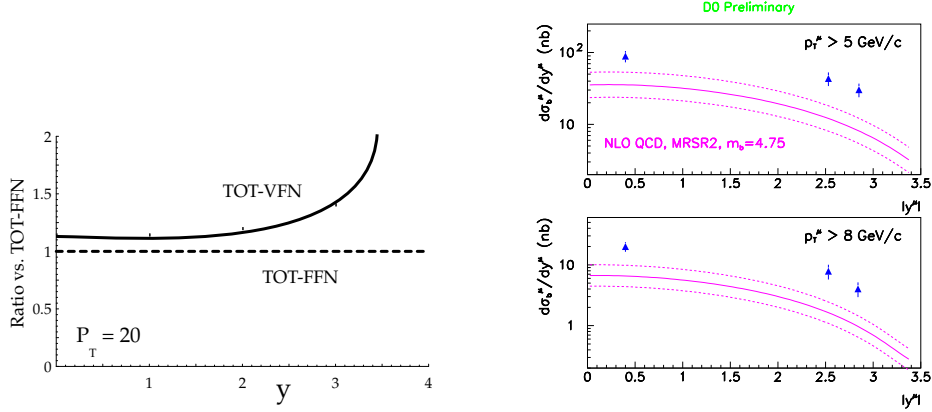 2
1.5
1
0.5
0
Ratio vs. TOT-FFN
TOT-VFN
TOT-FFN
P_T = 20
1
2
3
4
y
D0 Preliminary
dσ_b^μ/dy^μ (nb)
10^2
10
p_T^μ > 5 GeV/c
NLO QCD, MRSR2, m_b=4.75
0
0.5
1
1.5
2
2.5
3
3.5
|y^μ|
dσ_b^μ/dy^μ (nb)
10
1
p_T^μ > 8 GeV/c
0
0.5
1
1.5
2
2.5
3
3.5
|y^μ|